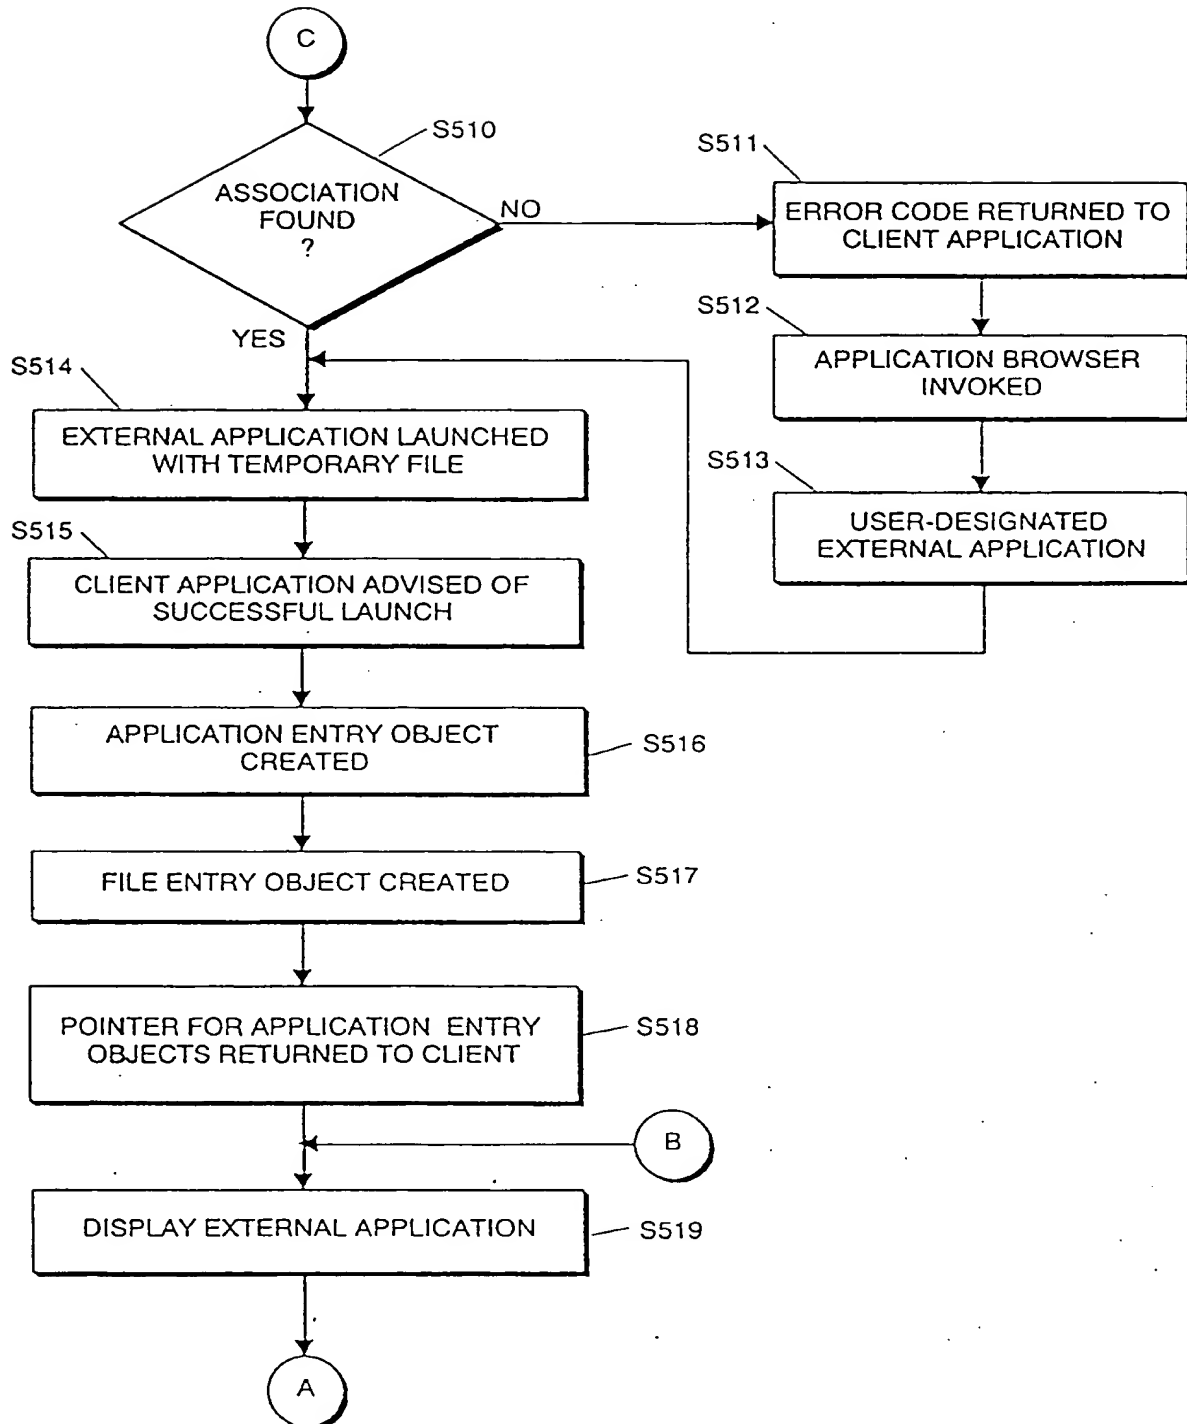 C
S510
ASSOCIATION
FOUND
?
NO
YES
S511
ERROR CODE RETURNED TO
CLIENT APPLICATION
S512
APPLICATION BROWSER
INVOKED
S513
USER-DESIGNATED
EXTERNAL APPLICATION
S514
EXTERNAL APPLICATION LAUNCHED
WITH TEMPORARY FILE
S515
CLIENT APPLICATION ADVISED OF
SUCCESSFUL LAUNCH
APPLICATION ENTRY OBJECT
CREATED
S516
FILE ENTRY OBJECT CREATED
S517
POINTER FOR APPLICATION ENTRY
OBJECTS RETURNED TO CLIENT
S518
B
DISPLAY EXTERNAL APPLICATION
S519
A